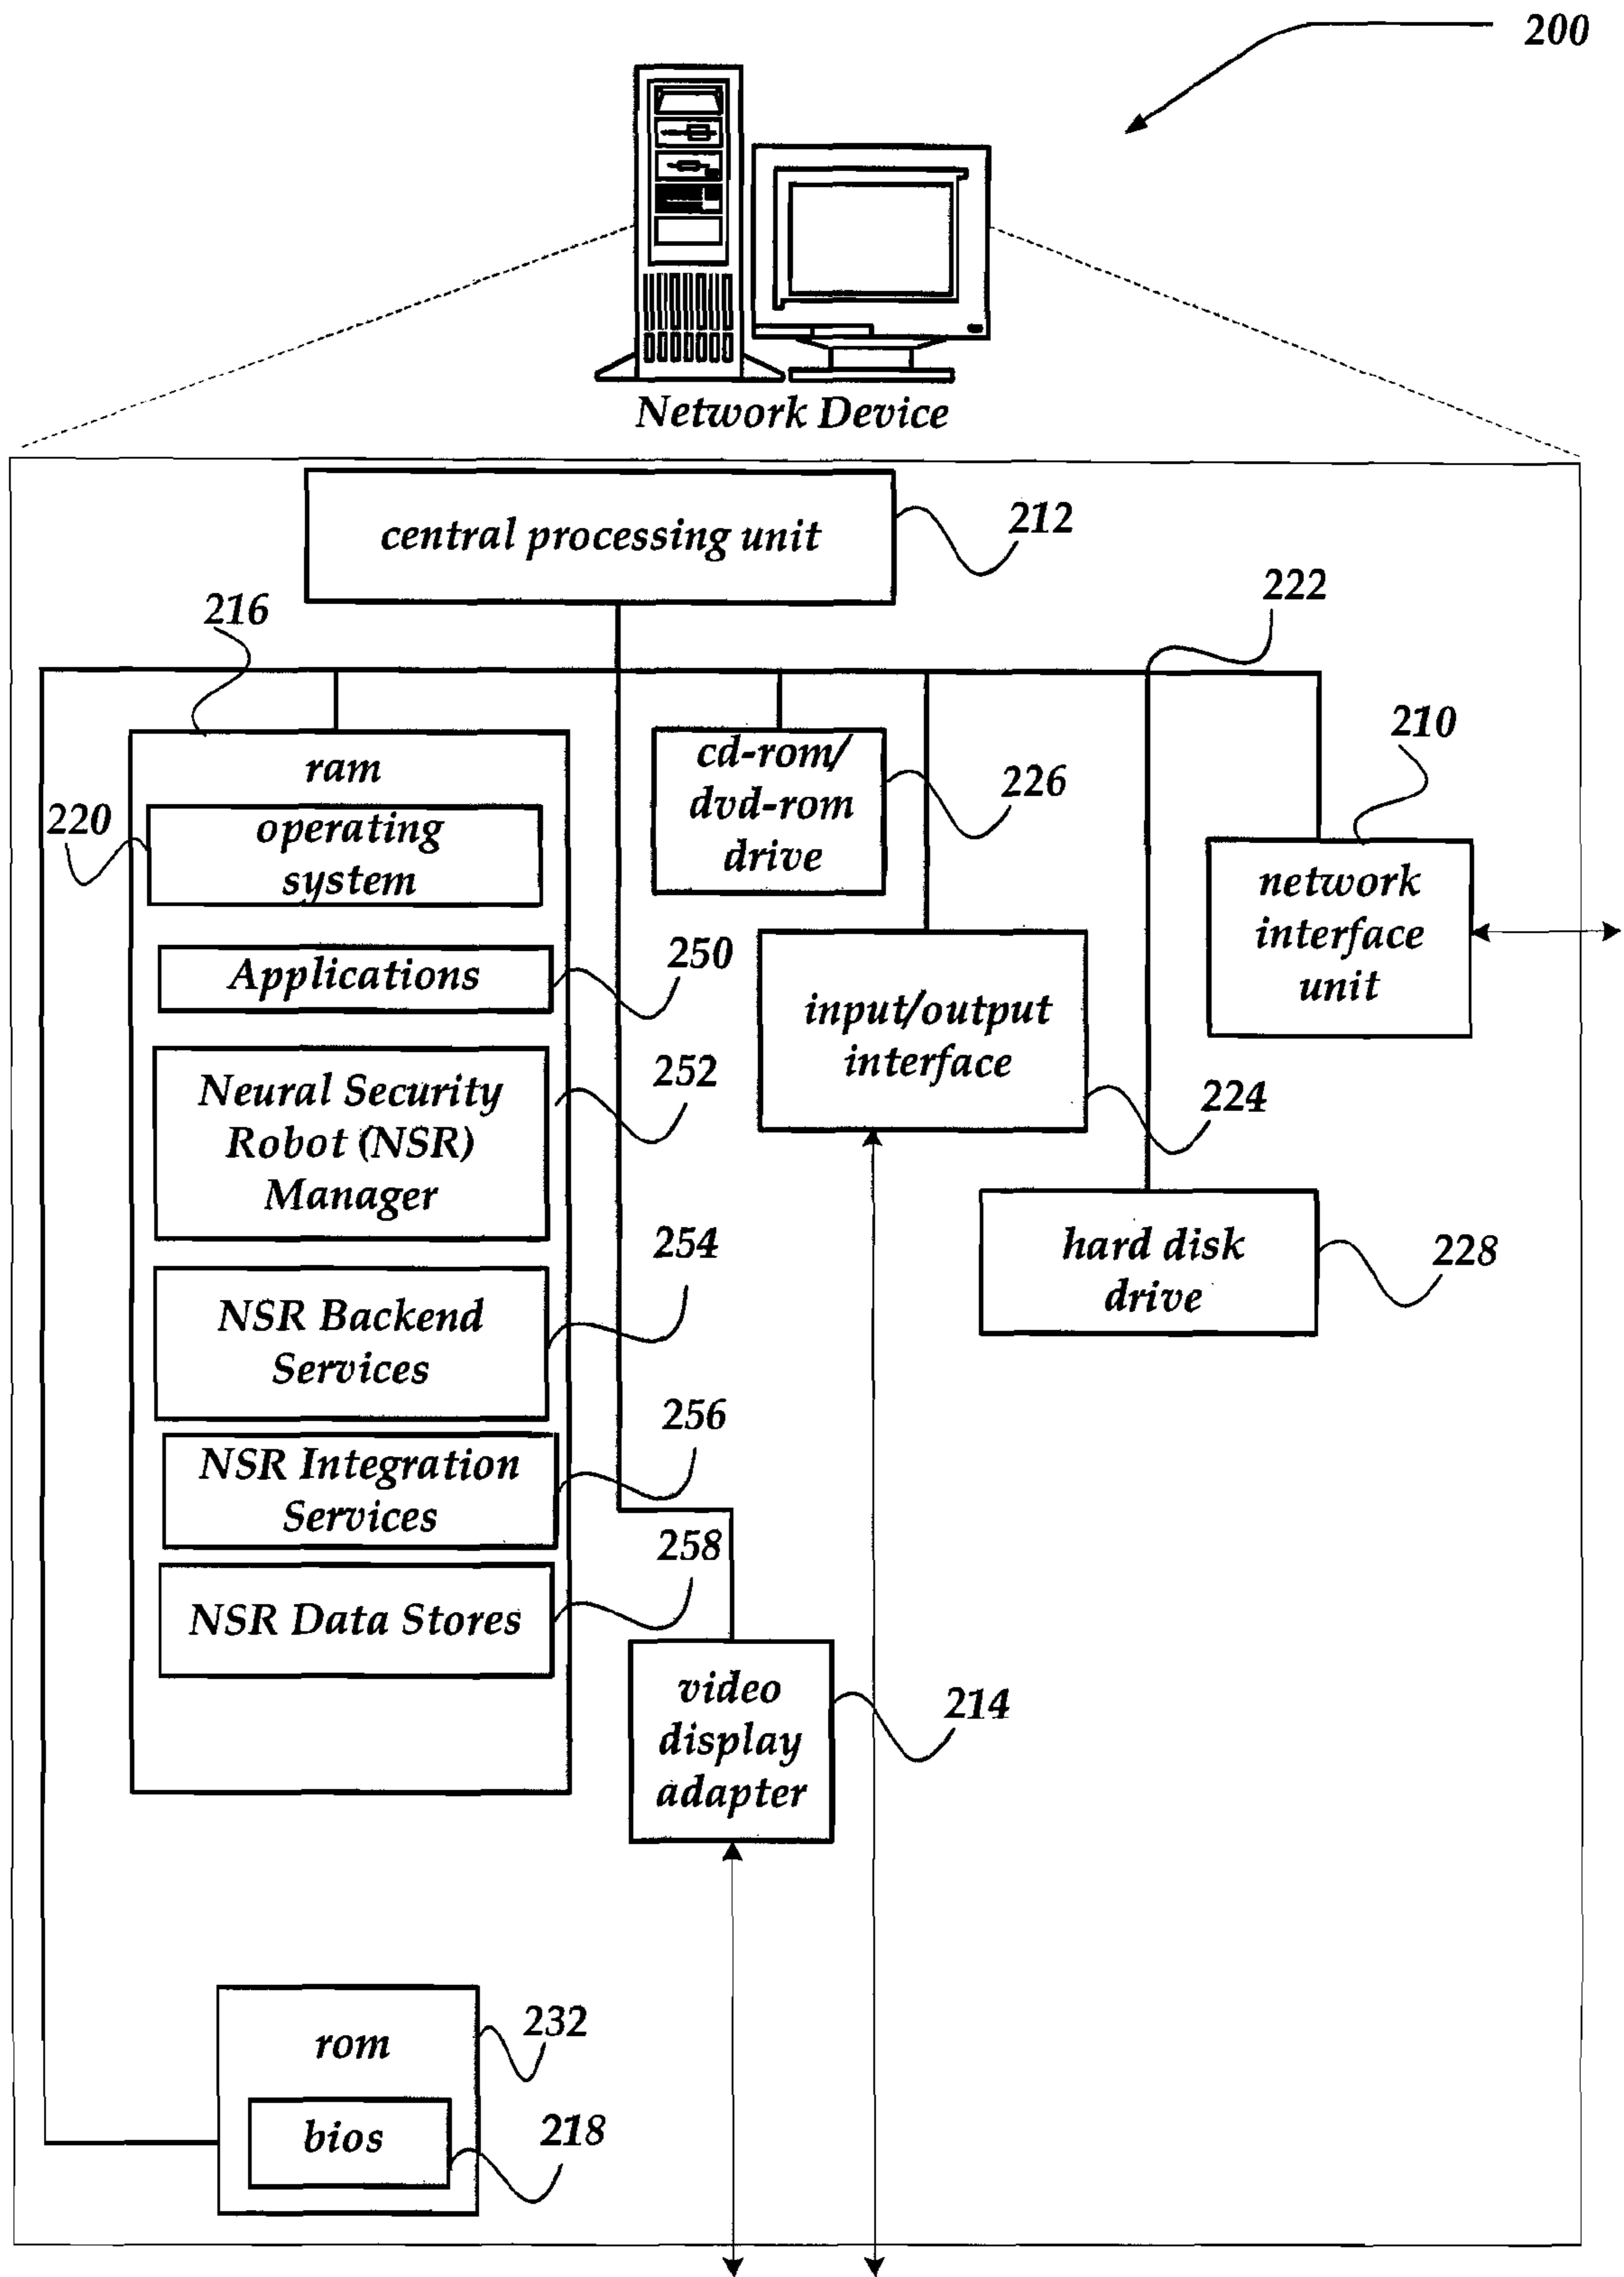 200
Network Device
central processing unit
212
222
216
210
ram
cd-rom/
dvd-rom
drive
226
220
operating
system
network
interface
unit
Applications
250
input/output
interface
224
Neural Security
Robot (NSR)
Manager
252
hard disk
drive
228
NSR Backend
Services
254
NSR Integration
Services
256
NSR Data Stores
258
video
display
adapter
214
rom
232
bios
218